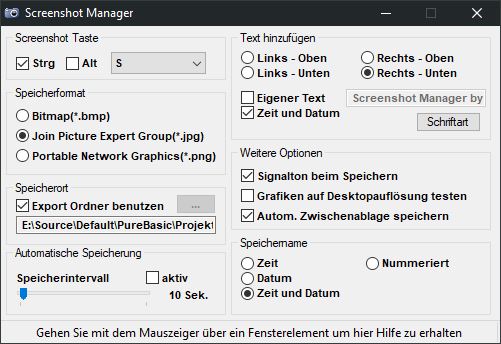 Screenshot Manager
Screenshot Taste
Strg
Alt
S
Speicherformat
Bitmap(*.bmp)
Join Picture Expert Group(*.jpg)
Portable Network Graphics(*.png)
Speicherort
Export Ordner benutzen
...
E:\Source\Default\PureBasic\Projekt
Automatische Speicherung
Speicherintervall
aktiv
10 Sek.
Text hinzufügen
Links - Oben
Rechts - Oben
Links - Unten
Rechts - Unten
Eigener Text
Screenshot Manager by
Zeit und Datum
Schriftart
Weitere Optionen
Signalton beim Speichern
Grafiken auf Desktopauflösung testen
Autom. Zwischenablage speichern
Speichername
Zeit
Nummeriert
Datum
Zeit und Datum
Gehen Sie mit dem Mauszeiger über ein Fensterelement um hier Hilfe zu erhalten